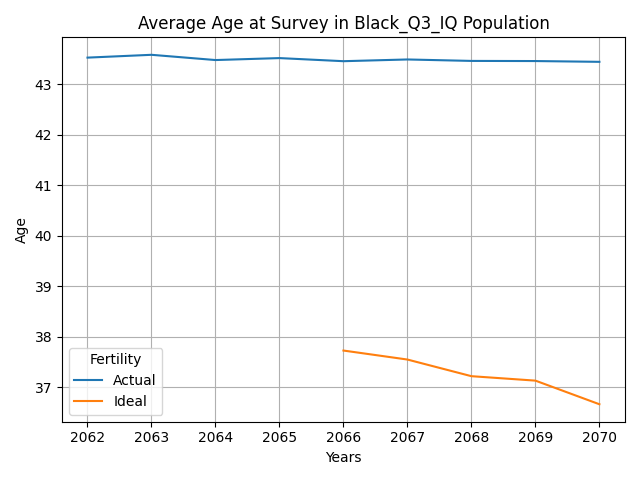 Average Age at Survey in Black_Q3_IQ Population
Age
43
42
41
40
39
38
37
Fertility
Actual
Ideal
2062 2063 2064 2065 2066 2067 2068 2069 2070
Years